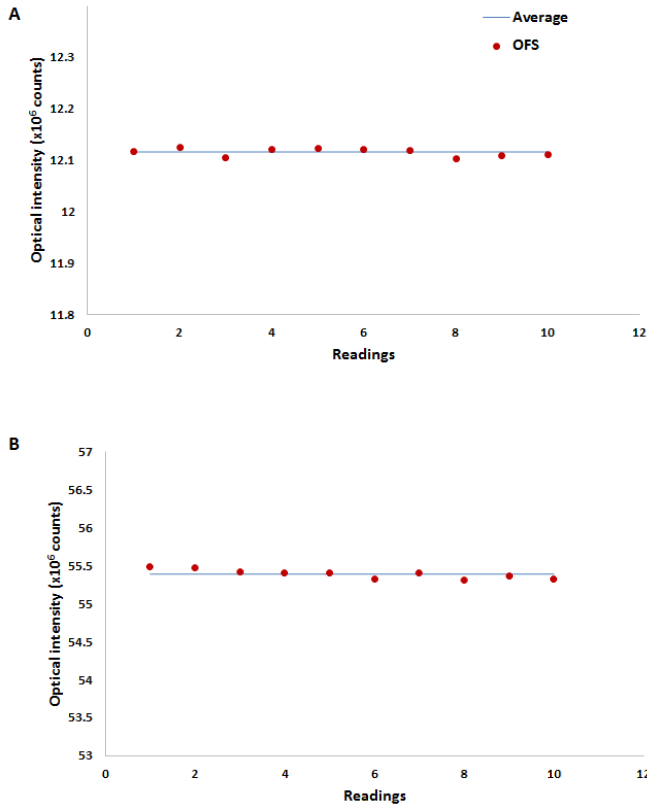 A
Average
OFS
Optical intensity (x10⁶ counts)
12.3
12.2
12.1
12
11.9
11.8
0 2 4 6 8 10 12
Readings
B
Optical intensity (x10⁶ counts)
57
56.5
56
55.5
55
54.5
54
53.5
53
0 2 4 6 8 10 12
Readings